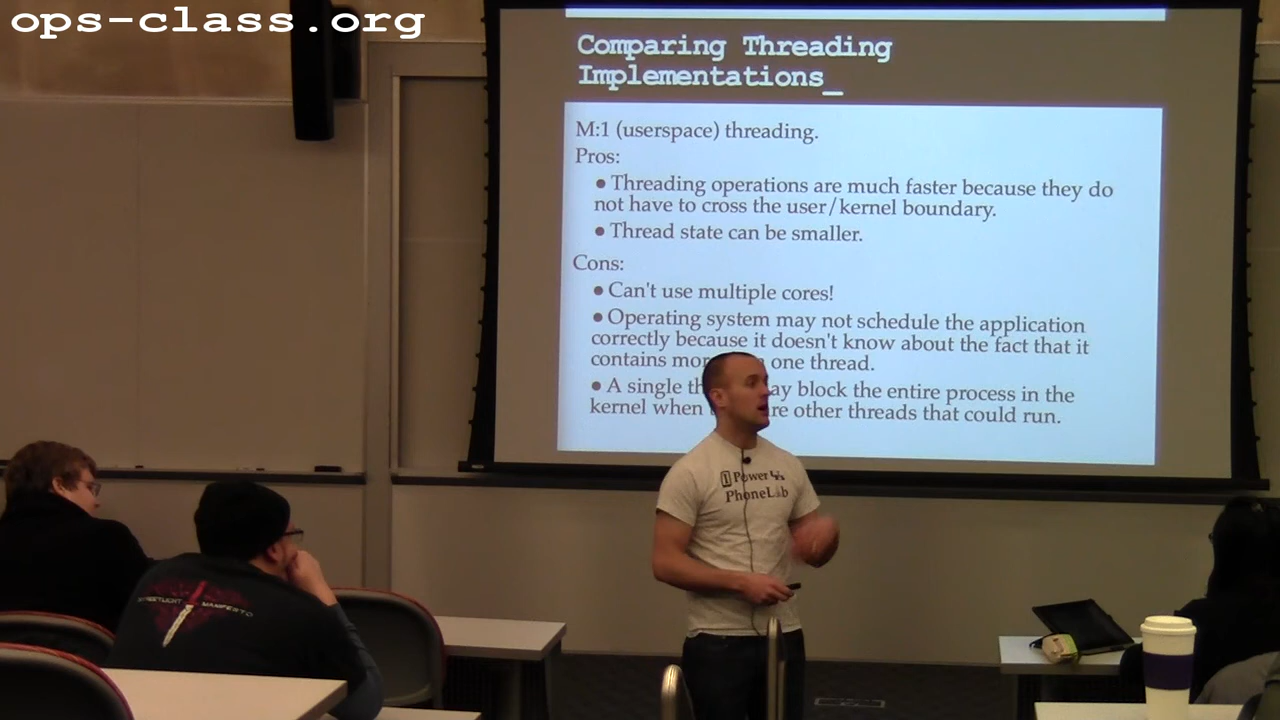 ops-class.org
Comparing Threading
Implementations_
M:1 (userspace) threading.
Pros:
● Threading operations are much faster because they do
not have to cross the user/kernel boundary.
● Thread state can be smaller.
Cons:
● Can't use multiple cores!
● Operating system may not schedule the application
correctly because it doesn't know about the fact that it
contains one thread.
● A single block the entire process in the
kernel when other threads that could run.
Power
PhoneLab
STREETLIGHT MANIFESTO